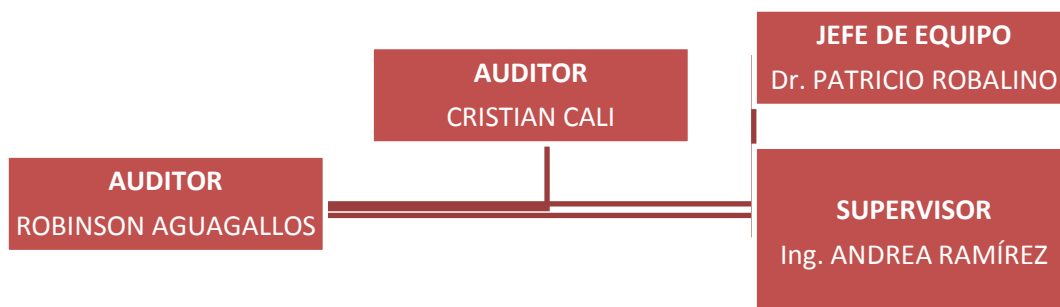 JEFE DE EQUIPO
Dr. PATRICIO ROBALINO
AUDITOR
CRISTIAN CALI
AUDITOR
ROBINSON AGUAGALLOS
SUPERVISOR
Ing. ANDREA RAMÍREZ